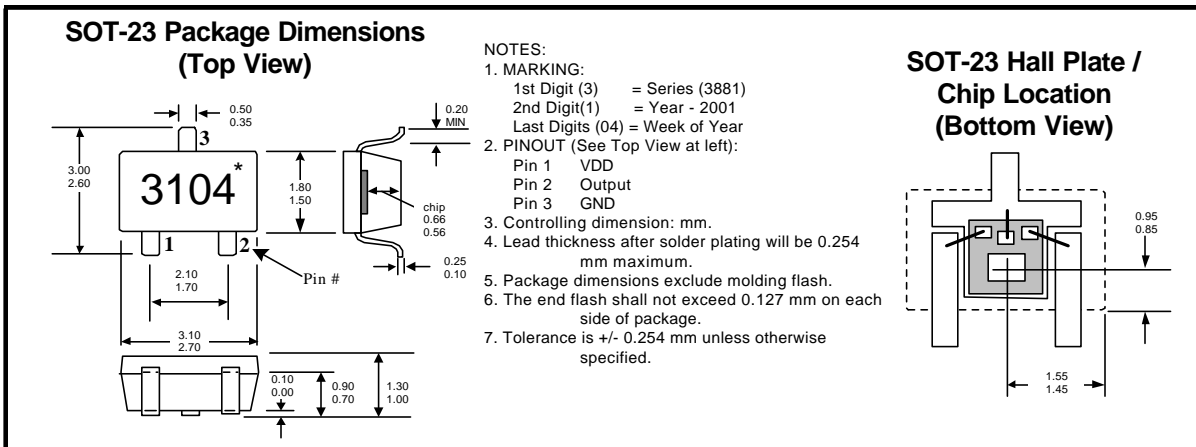 SOT-23 Package Dimensions
(Top View)
0.50
0.35
3
3.00
2.60
3104*
1
2
Pin #
2.10
1.70
3.10
2.70
1.80
1.50
0.20
MIN
chip
0.66
0.56
0.25
0.10
0.10
0.00
0.90
0.70
1.30
1.00
NOTES:
1. MARKING:
1st Digit (3) = Series (3881)
2nd Digit(1) = Year - 2001
Last Digits (04) = Week of Year
2. PINOUT (See Top View at left):
Pin 1 VDD
Pin 2 Output
Pin 3 GND
3. Controlling dimension: mm.
4. Lead thickness after solder plating will be 0.254
mm maximum.
5. Package dimensions exclude molding flash.
6. The end flash shall not exceed 0.127 mm on each
side of package.
7. Tolerance is +/- 0.254 mm unless otherwise
specified.
SOT-23 Hall Plate /
Chip Location
(Bottom View)
0.95
0.85
1.55
1.45